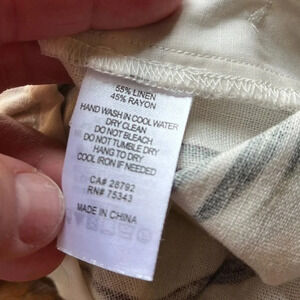 55% LINEN
45% RAYON
HAND WASH IN COOL WATER
DRY CLEAN
DO NOT BLEACH
DO NOT TUMBLE DRY
HANG TO DRY
COOL IRON IF NEEDED
CA# 28792
RN# 75343
MADE IN CHINA